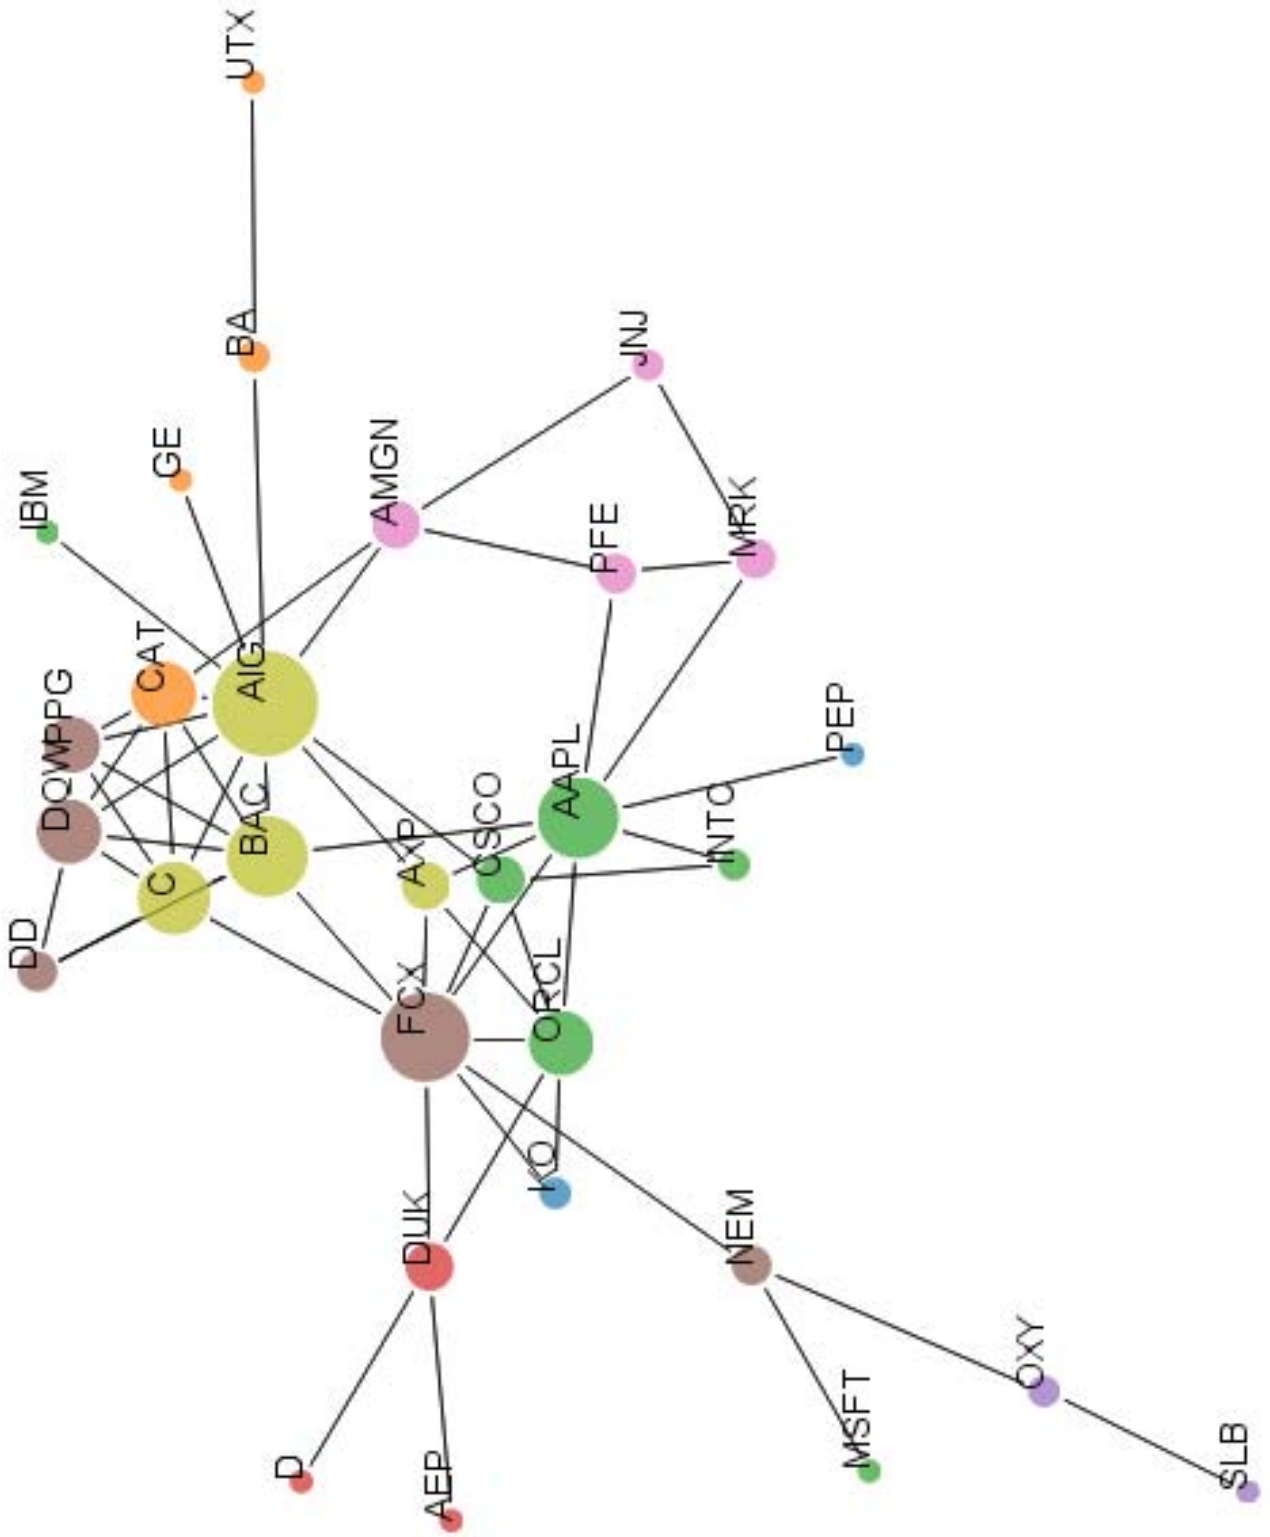 UTX
BA
JNJ
GE
AMGN
IBM
PFE
MRK
CAT
AIG
PPG
DOW
PEP
AAPL
BAC
CSCO
INTC
AXP
C
DD
FCX
ORCL
KO
DUK
NEM
OXY
MSFT
D
AEP
SLB